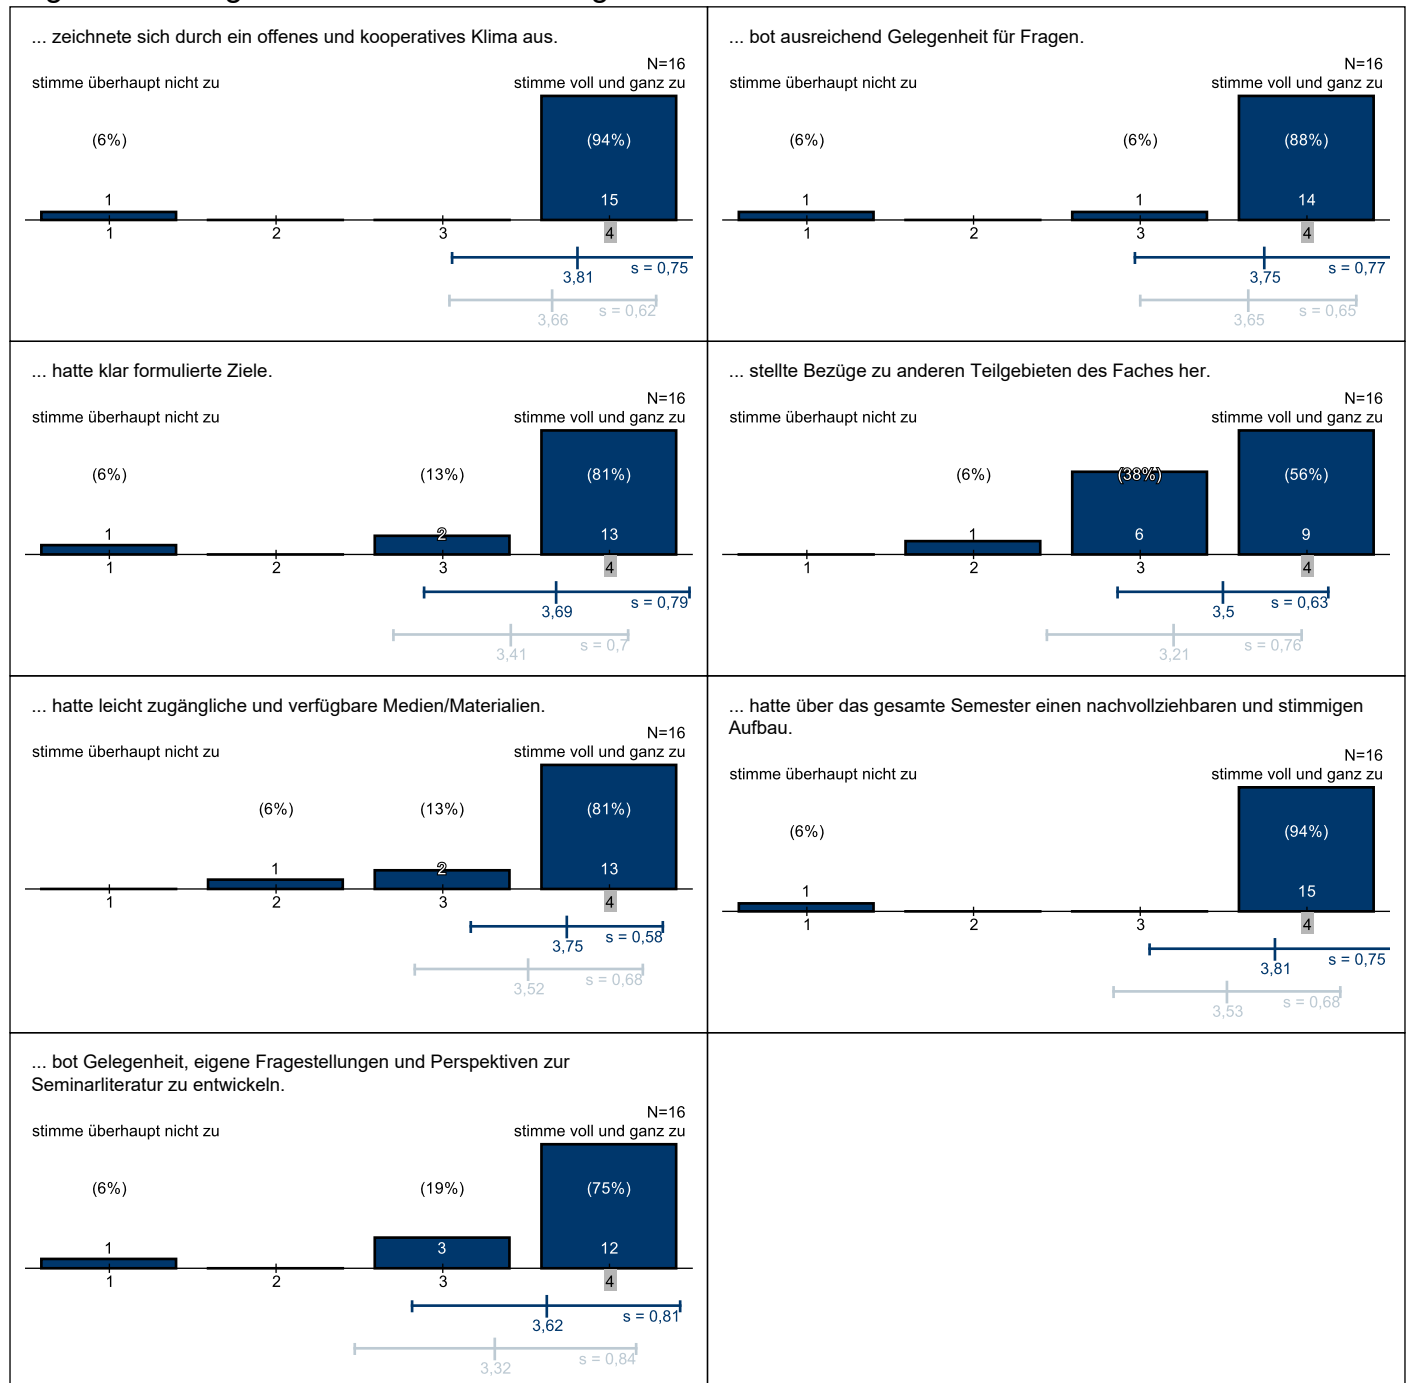 ... zeichnete sich durch ein offenes und kooperatives Klima aus.
N=16
stimme überhaupt nicht zu stimme voll und ganz zu
(6%) (94%)
1 15
1 2 3 4
3,81 s = 0,75
3,66 s = 0,62
... bot ausreichend Gelegenheit für Fragen.
N=16
stimme überhaupt nicht zu stimme voll und ganz zu
(6%) (6%) (88%)
1 1 14
1 2 3 4
3,75 s = 0,77
3,65 s = 0,65
... hatte klar formulierte Ziele.
N=16
stimme überhaupt nicht zu stimme voll und ganz zu
(6%) (13%) (81%)
1 2 13
1 2 3 4
3,69 s = 0,79
3,41 s = 0,7
... stellte Bezüge zu anderen Teilgebieten des Faches her.
N=16
stimme überhaupt nicht zu stimme voll und ganz zu
(6%) (38%) (56%)
1 6 9
1 2 3 4
3,5 s = 0,63
3,21 s = 0,76
... hatte leicht zugängliche und verfügbare Medien/Materialien.
N=16
stimme überhaupt nicht zu stimme voll und ganz zu
(6%) (13%) (81%)
1 2 13
1 2 3 4
3,75 s = 0,58
3,52 s = 0,68
... hatte über das gesamte Semester einen nachvollziehbaren und stimmigen
Aufbau.
N=16
stimme überhaupt nicht zu stimme voll und ganz zu
(6%) (94%)
1 15
1 2 3 4
3,81 s = 0,75
3,53 s = 0,68
... bot Gelegenheit, eigene Fragestellungen und Perspektiven zur
Seminarliteratur zu entwickeln.
N=16
stimme überhaupt nicht zu stimme voll und ganz zu
(6%) (19%) (75%)
1 3 12
1 2 3 4
3,62 s = 0,81
3,32 s = 0,84